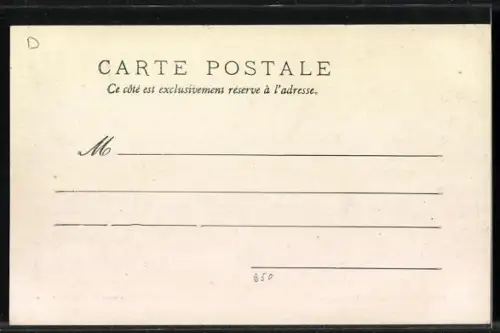 D
CARTE POSTALE
Ce côté est exclusivement réservé à l'adresse.
M
850